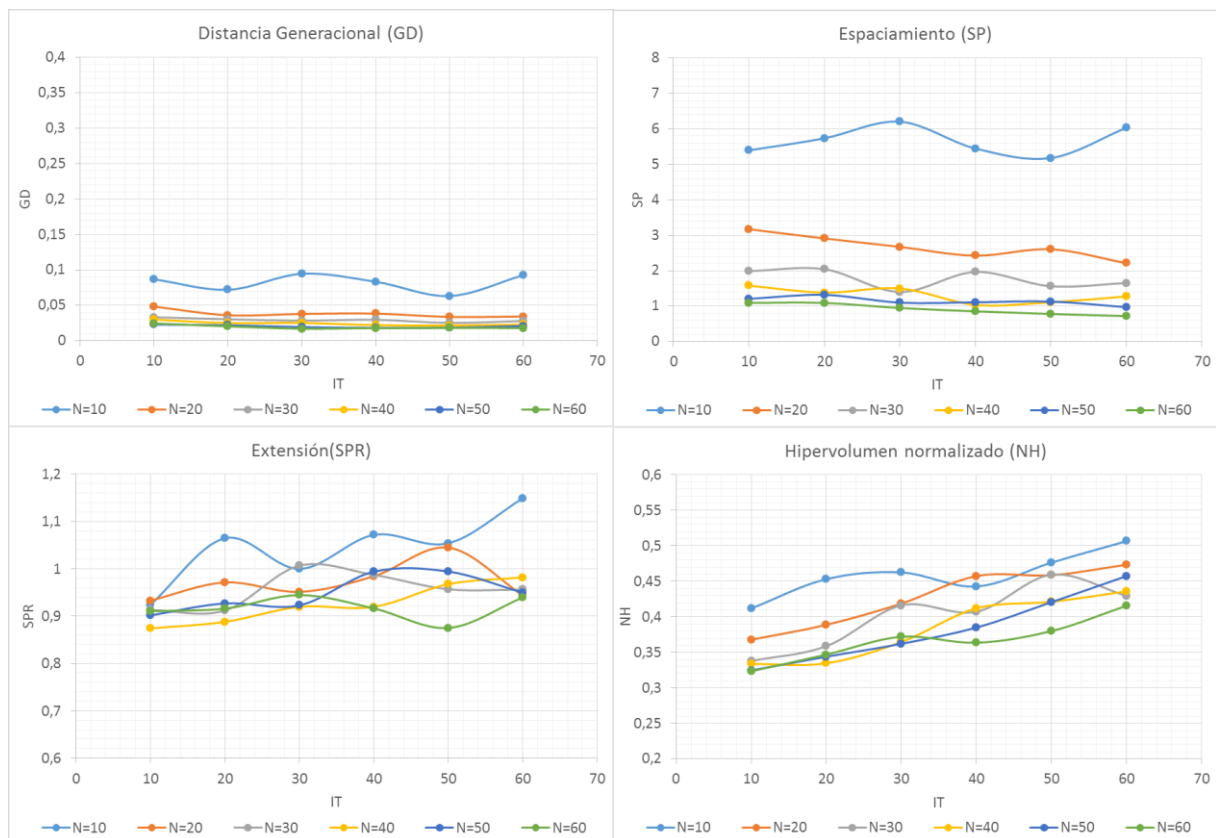 Distancia Generacional (GD)
0,4
0,35
0,3
0,25
0,2
0,15
0,1
0,05
0
GD
0 10 20 30 40 50 60 70
IT
N=10 N=20 N=30 N=40 N=50 N=60
Espaciamiento (SP)
8
7
6
5
4
3
2
1
0
SP
0 10 20 30 40 50 60 70
IT
N=10 N=20 N=30 N=40 N=50 N=60
Extensión(SPR)
1,2
1,1
1
0,9
0,8
0,7
0,6
SPR
0 10 20 30 40 50 60 70
IT
N=10 N=20 N=30 N=40 N=50 N=60
Hipervolumen normalizado (NH)
0,6
0,55
0,5
0,45
0,4
0,35
0,3
0,25
0,2
NH
0 10 20 30 40 50 60 70
IT
N=10 N=20 N=30 N=40 N=50 N=60